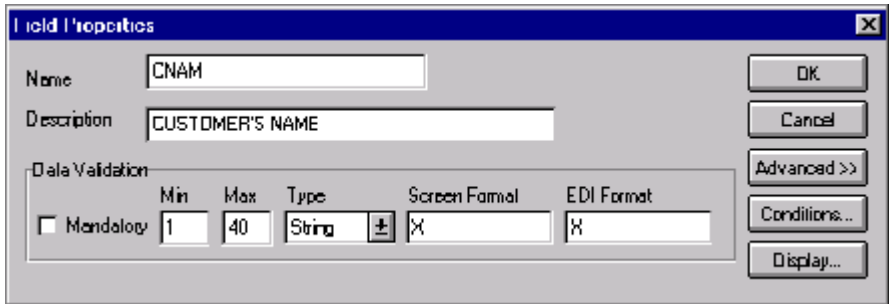 Field Properties
Name CNAM OK
Description CUSTOMER'S NAME Cancel
Data Validation Advanced >>
Min Max Type Screen Format EDI Format
Mandatory 1 40 String X X Conditions...
Display...